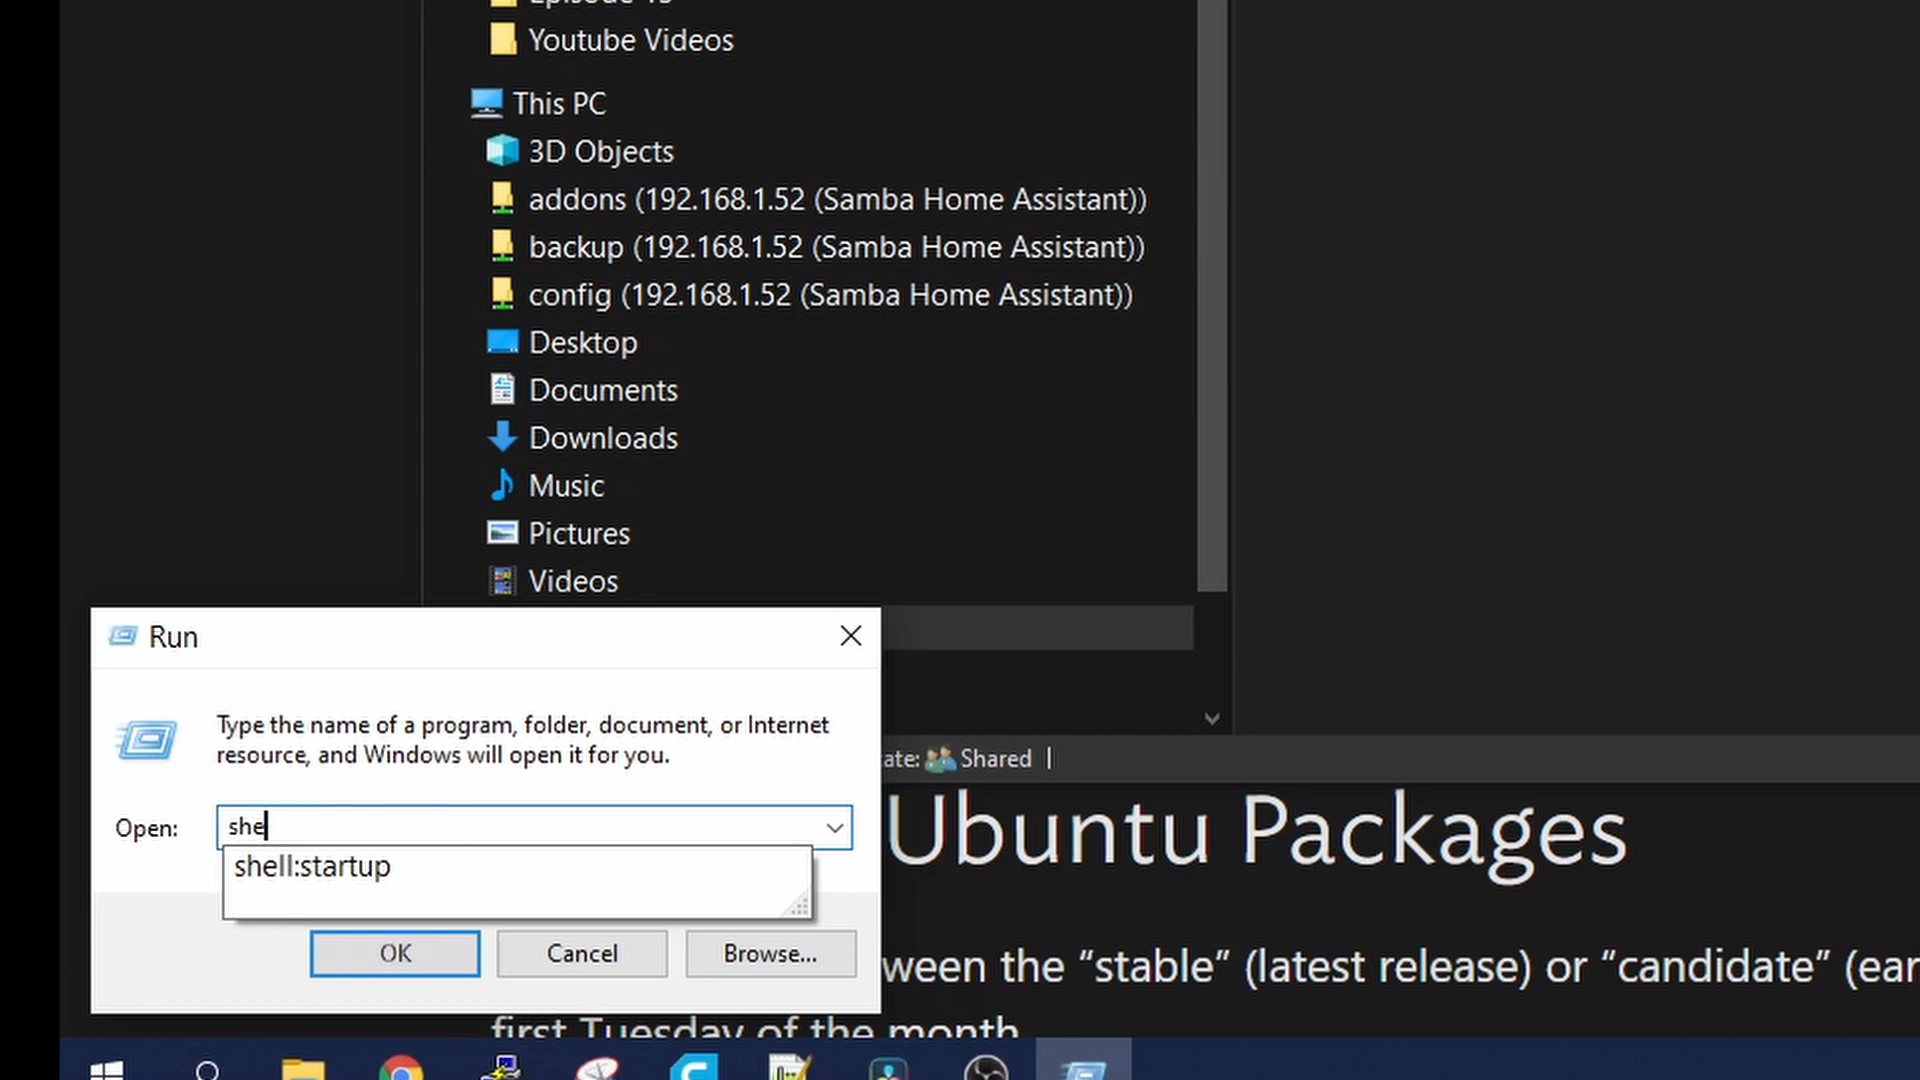 Youtube Videos
This PC
3D Objects
addons (192.168.1.52 (Samba Home Assistant))
backup (192.168.1.52 (Samba Home Assistant))
config (192.168.1.52 (Samba Home Assistant))
Desktop
Documents
Downloads
Music
Pictures
Videos
Run
Type the name of a program, folder, document, or Internet
resource, and Windows will open it for you.
Open:
she
shell:startup
OK
Cancel
Browse...
ate: Shared
Ubuntu Packages
ween the “stable” (latest release) or “candidate” (ear
first Tuesday of the month